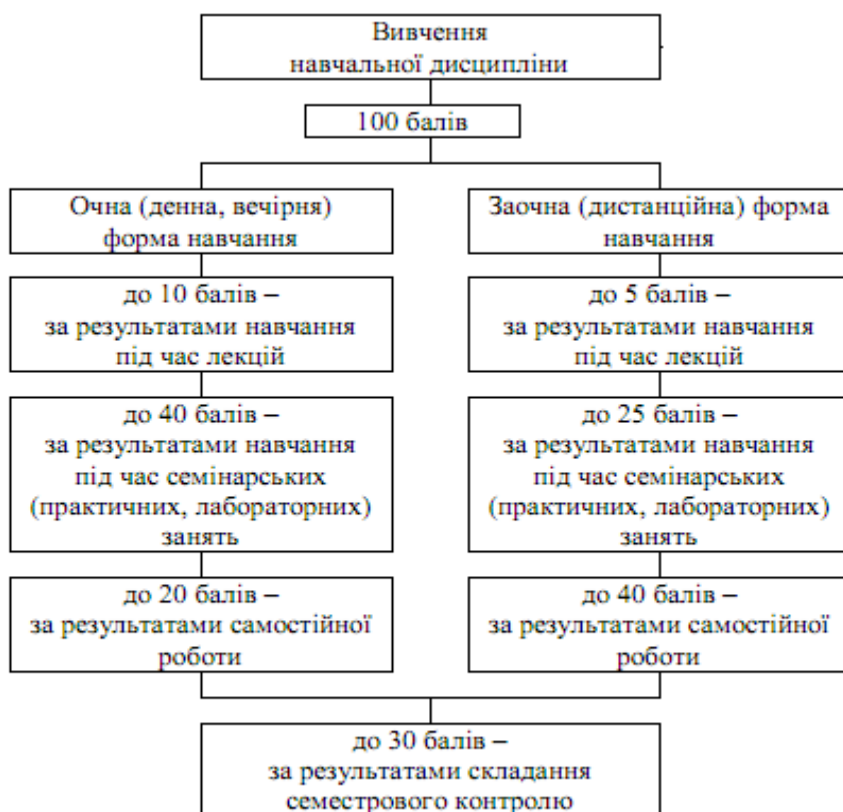 Вивчення
навчальної дисципліни
100 балів
Очна (денна, вечірня)
форма навчання
Заочна (дистанційна) форма
навчання
до 10 балів –
за результатами навчання
під час лекцій
до 5 балів –
за результатами навчання
під час лекцій
до 40 балів –
за результатами навчання
під час семінарських
(практичних, лабораторних)
занять
до 25 балів –
за результатами навчання
під час семінарських
(практичних, лабораторних)
занять
до 20 балів –
за результатами самостійної
роботи
до 40 балів –
за результатами самостійної
роботи
до 30 балів –
за результатами складання
семестрового контролю